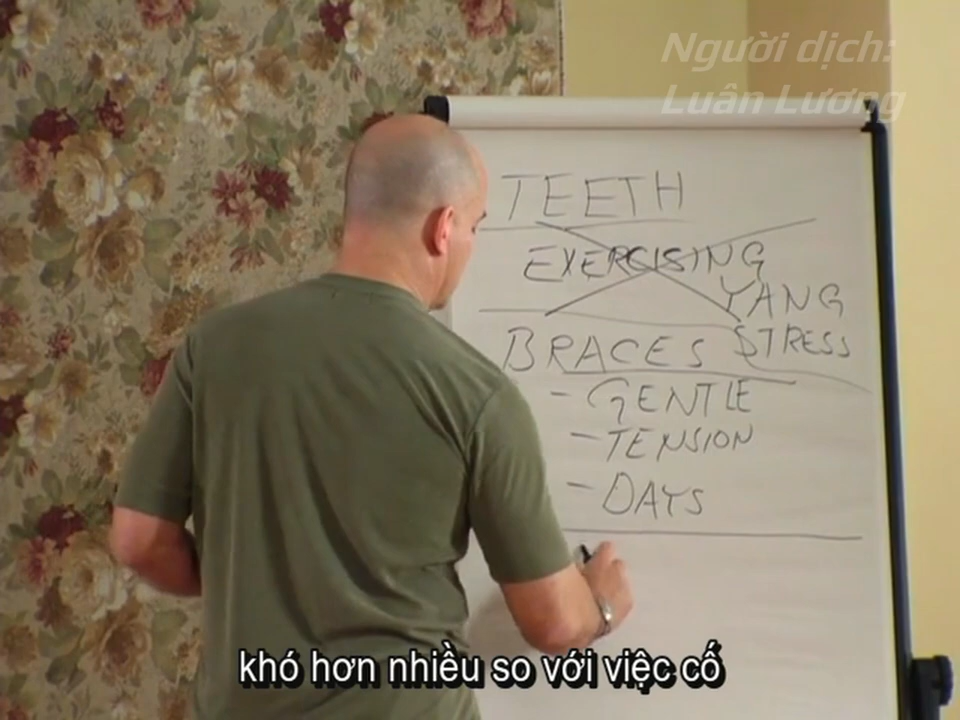 Người dịch:
Luân Lương
TEETH
EXERCISING
YANG
BRACES STRESS
- GENTLE
- TENSION
- DAYS
khó hơn nhiều so với việc cố